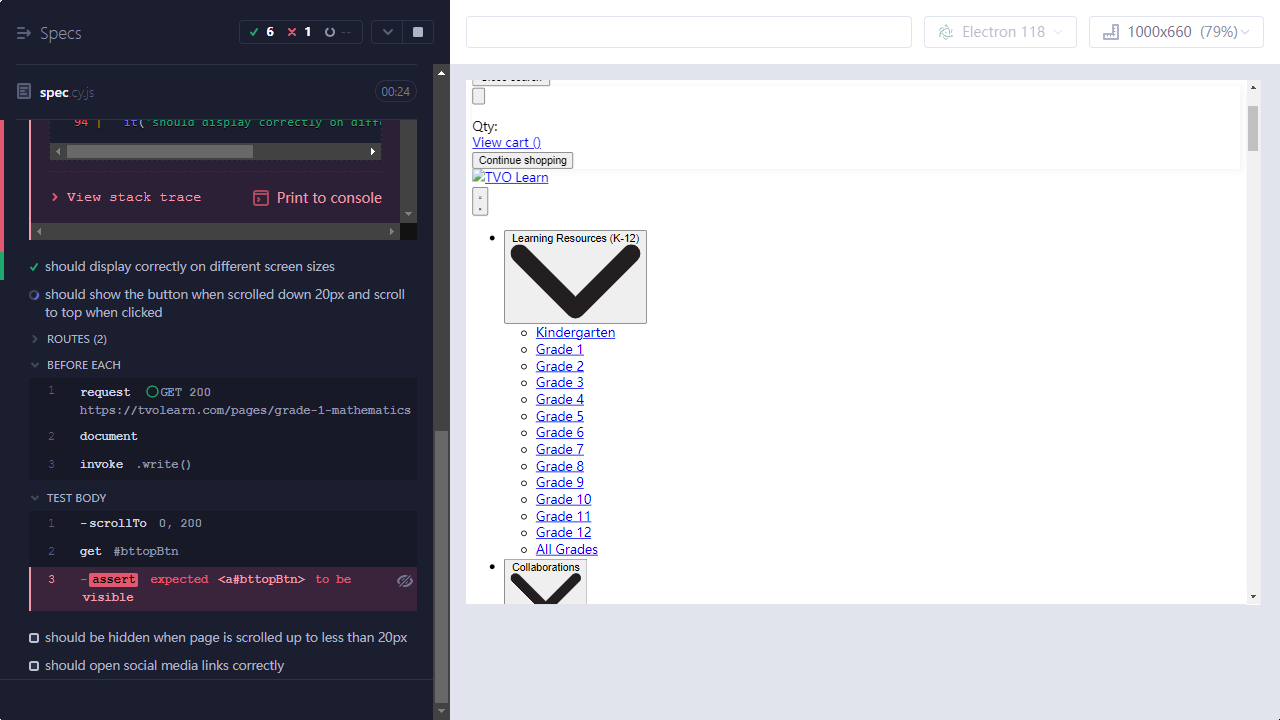 Specs
6
1
--
spec.cy.js
00:24
94 | it("should display correctly on diff
View stack trace
Print to console
should display correctly on different screen sizes
should show the button when scrolled down 20px and scroll
to top when clicked
ROUTES (2)
BEFORE EACH
1 request GET 200
https://tvolearn.com/pages/grade-1-mathematics
2 document
3 invoke .write()
TEST BODY
1 -scrollTo 0, 200
2 get #bttopBtn
3 -assert expected <a#bttopBtn> to be
visible
should be hidden when page is scrolled up to less than 20px
should open social media links correctly
Electron 118
1000x660 (79%)
Close search
Qty:
View cart ()
Continue shopping
TVO Learn
Learning Resources (K-12)
Kindergarten
Grade 1
Grade 2
Grade 3
Grade 4
Grade 5
Grade 6
Grade 7
Grade 8
Grade 9
Grade 10
Grade 11
Grade 12
All Grades
Collaborations